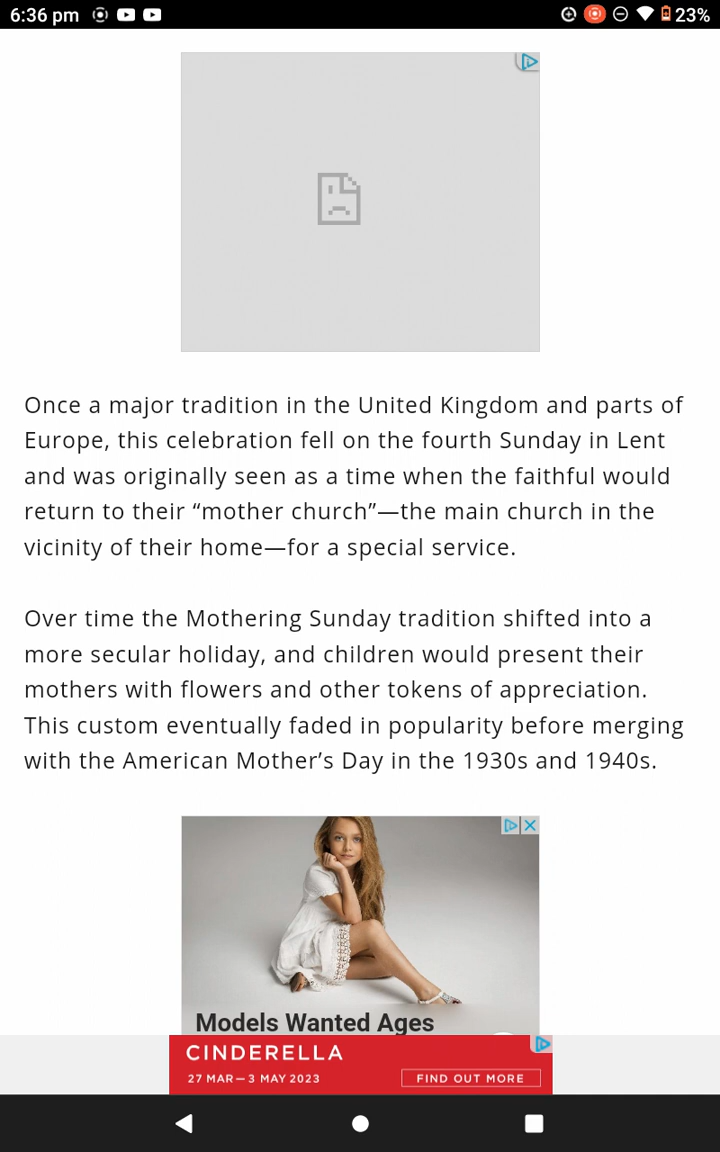 6:36 pm
23%
Once a major tradition in the United Kingdom and parts of
Europe, this celebration fell on the fourth Sunday in Lent
and was originally seen as a time when the faithful would
return to their “mother church”—the main church in the
vicinity of their home—for a special service.
Over time the Mothering Sunday tradition shifted into a
more secular holiday, and children would present their
mothers with flowers and other tokens of appreciation.
This custom eventually faded in popularity before merging
with the American Mother’s Day in the 1930s and 1940s.
Models Wanted Ages
CINDERELLA
27 MAR—3 MAY 2023
FIND OUT MORE